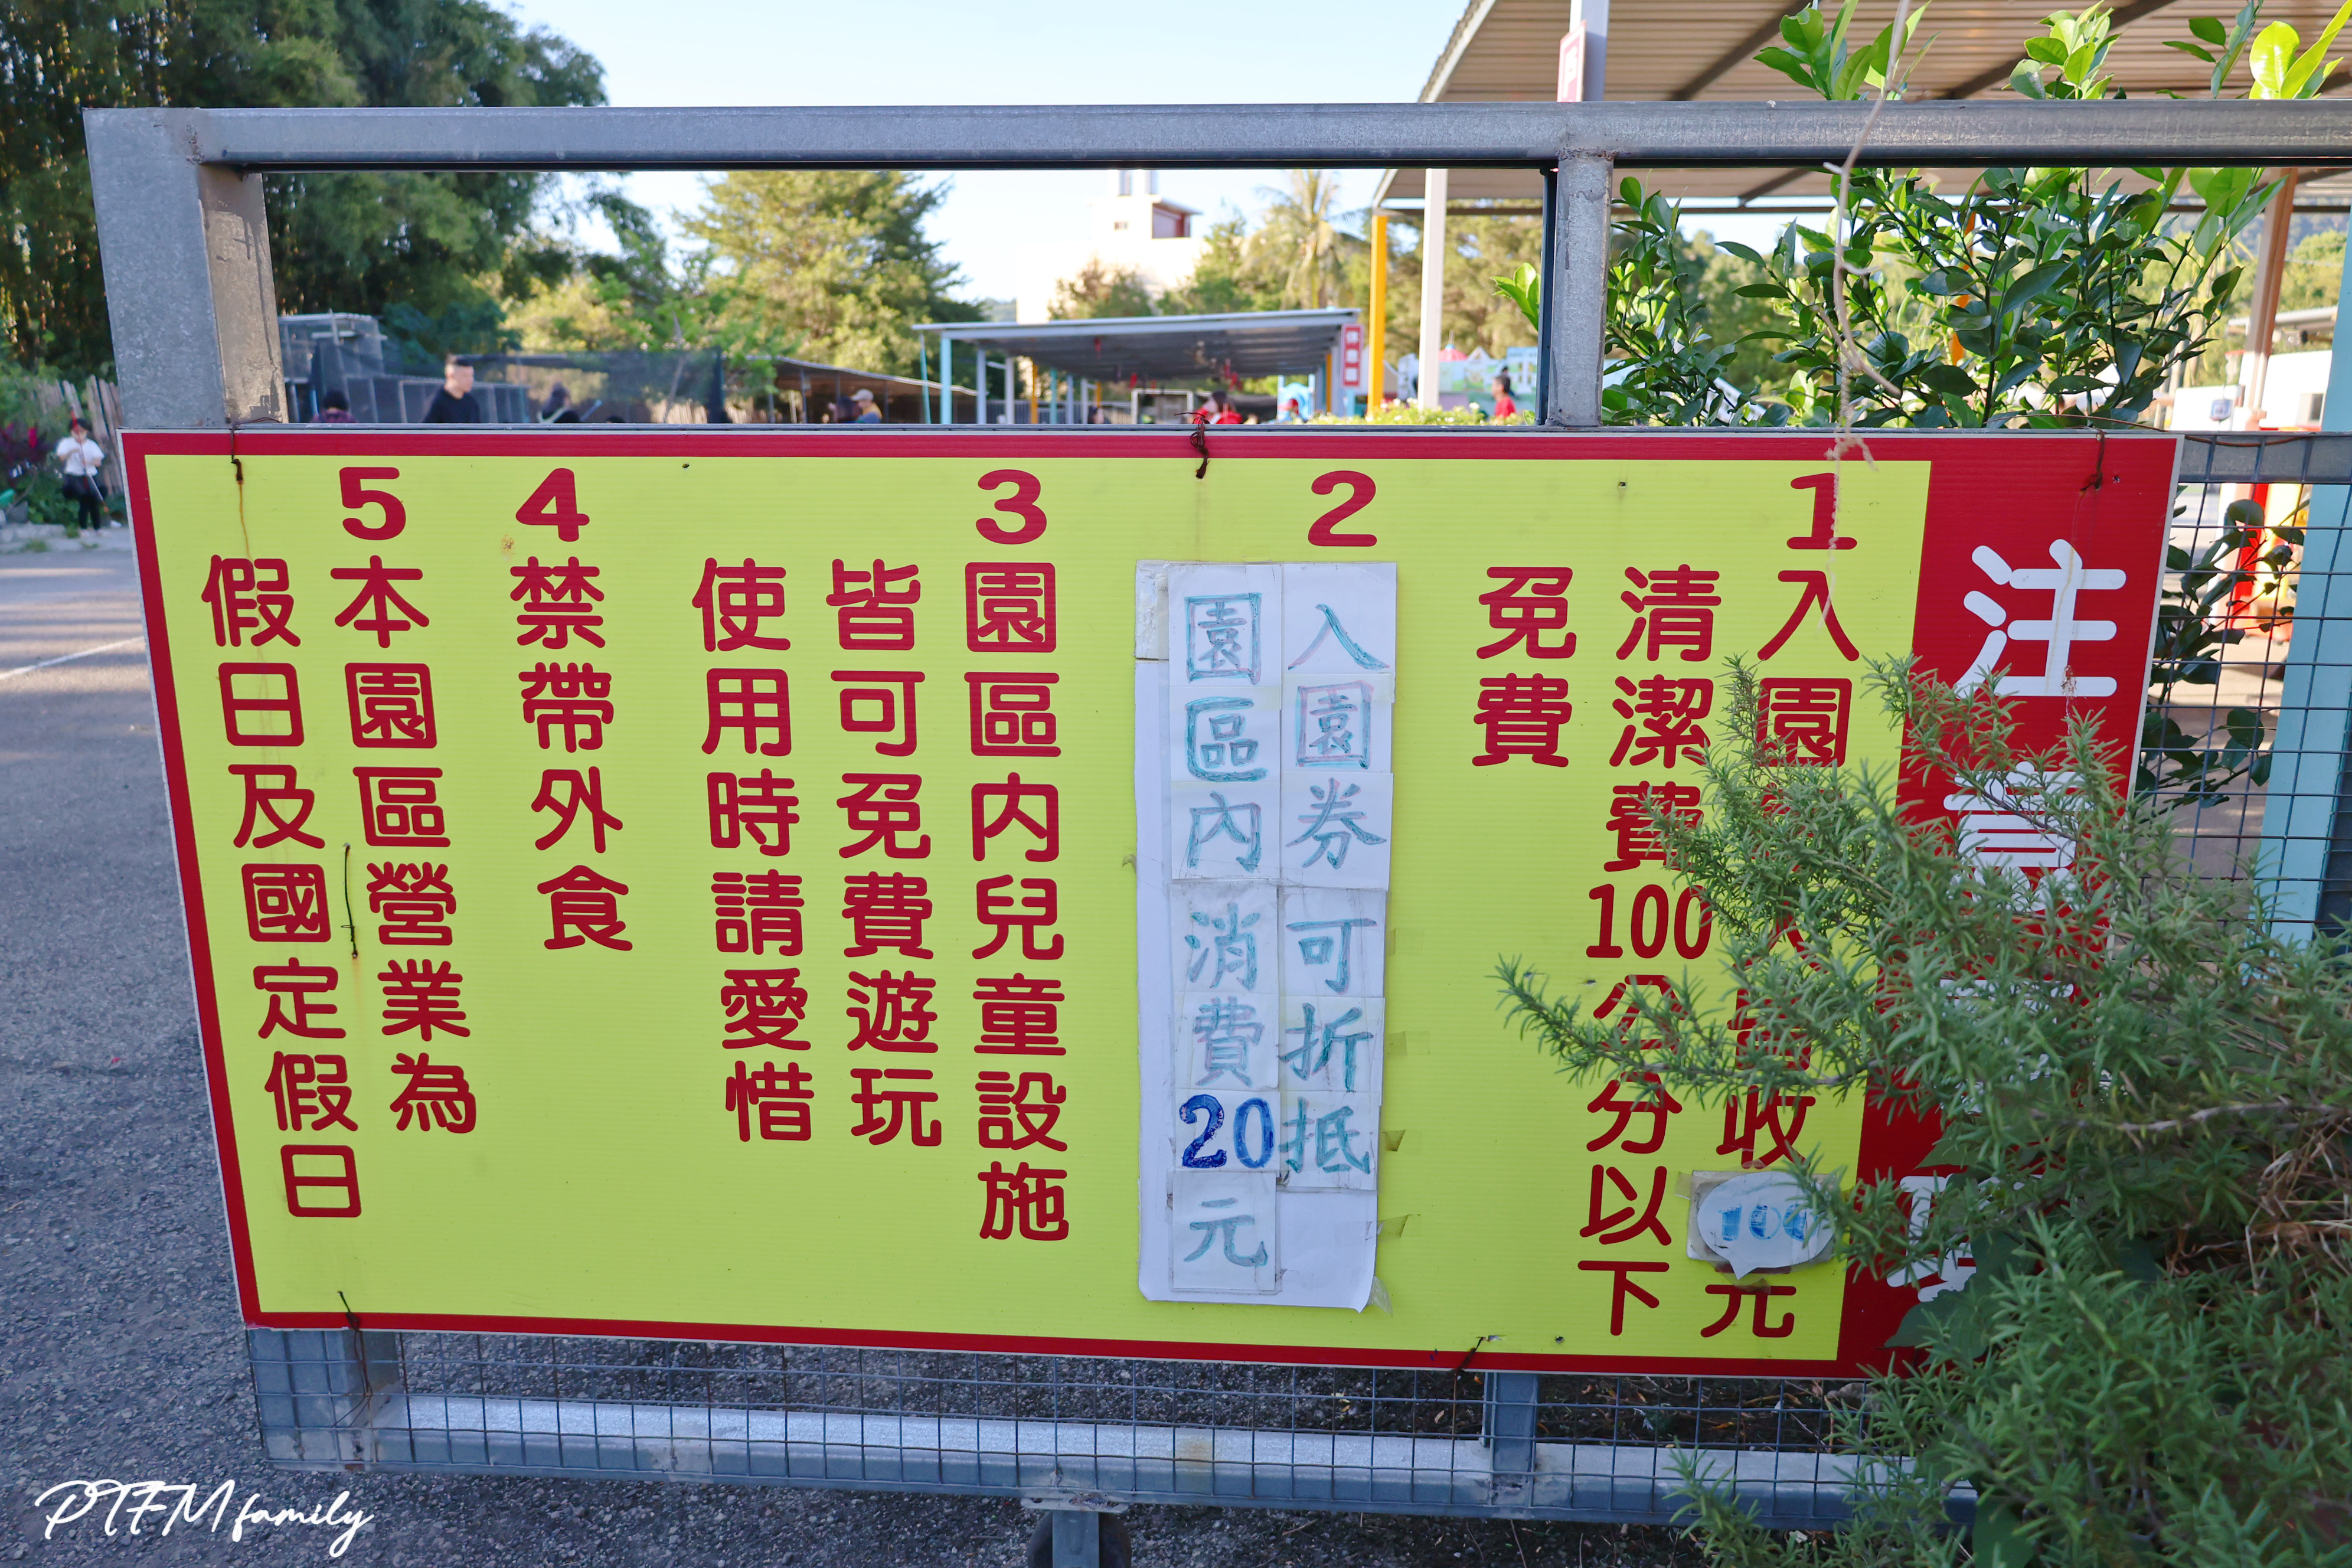 注意
1
入園
收100元
清潔費100公分以下
免費
2
入園券可折抵
園區內消費20元
3
園區內兒童設施
皆可免費遊玩
使用時請愛惜
4
禁帶外食
5
本園區營業為
假日及國定假日
PTFM family